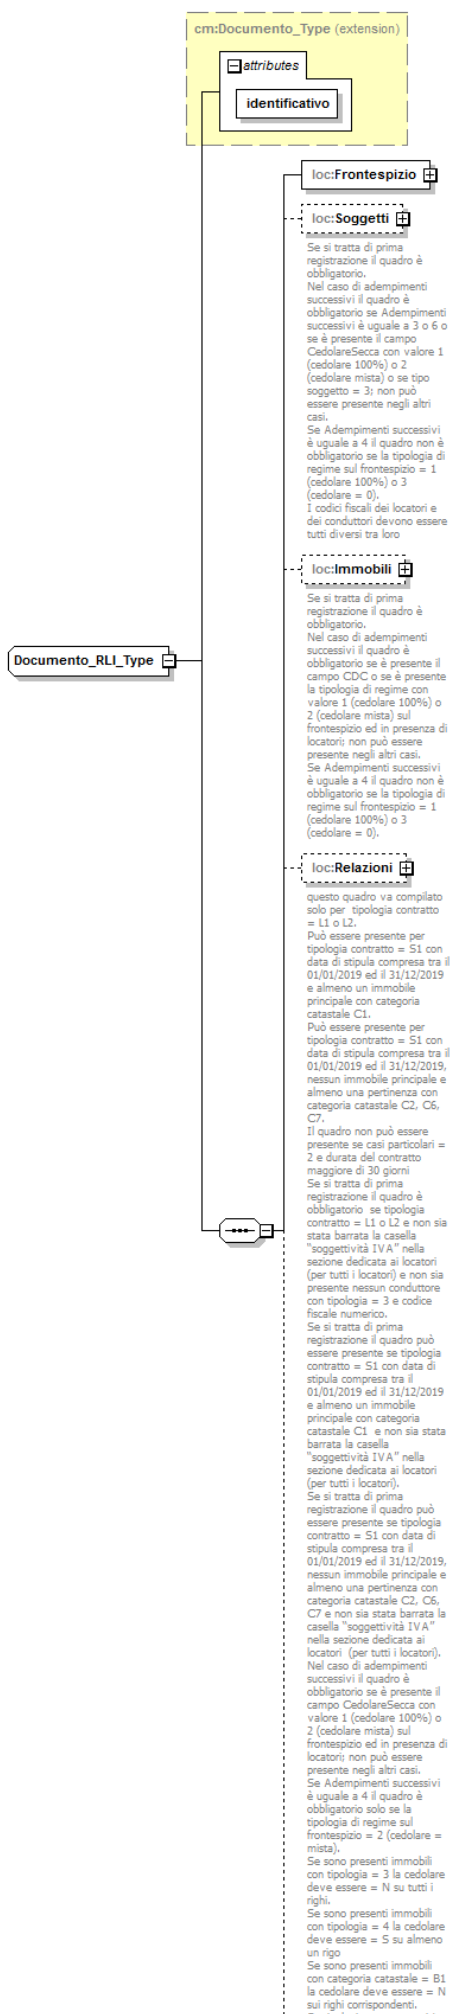 cm:Documento_Type (extension)
attributes
identificativo
loc:Frontespizio
loc:Soggetti
Se si tratta di prima
registrazione il quadro è
obbligatorio.
Nel caso di adempimenti
successivi il quadro è
obbligatorio se Adempimenti
successivi è uguale a 3 o 6 o
se è presente il campo
CedolareSecca con valore 1
(cedolare 100%) o 2
(cedolare mista) o se tipo
soggetto = 3; non può
essere presente negli altri
casi.
Se Adempimenti successivi
è uguale a 4 il quadro non è
obbligatorio se la tipologia di
regime sul frontespizio = 1
(cedolare 100%) o 3
(cedolare = 0).
I codici fiscali dei locatori e
dei conduttori devono essere
tutti diversi tra loro
loc:Immobili
Se si tratta di prima
registrazione il quadro è
obbligatorio.
Nel caso di adempimenti
successivi il quadro è
obbligatorio se è presente il
campo CDC o se è presente
la tipologia di regime con
valore 1 (cedolare 100%) o
2 (cedolare mista) sul
frontespizio ed in presenza di
locatori; non può essere
presente negli altri casi.
Se Adempimenti successivi
è uguale a 4 il quadro non è
obbligatorio se la tipologia di
regime sul frontespizio = 1
(cedolare 100%) o 3
(cedolare = 0).
Documento_RLI_Type
loc:Relazioni
questo quadro va compilato
solo per tipologia contratto
= L1 o L2.
Può essere presente per
tipologia contratto = S1 con
data di stipula compresa tra il
01/01/2019 ed il 31/12/2019
e almeno un immobile
principale con categoria
catastale C1.
Può essere presente per
tipologia contratto = S1 con
data di stipula compresa tra il
01/01/2019 ed il 31/12/2019,
nessun immobile principale e
almeno una pertinenza con
categoria catastale C2, C6,
C7.
Il quadro non può essere
presente se casi particolari =
2 e durata del contratto
maggiore di 30 giorni
Se si tratta di prima
registrazione il quadro è
obbligatorio se tipologia
contratto = L1 o L2 e non sia
stata barrata la casella
"soggettività IVA" nella
sezione dedicata ai locatori
(per tutti i locatori) e non sia
presente nessun conduttore
con tipologia = 3 e codice
fiscale numerico.
Se si tratta di prima
registrazione il quadro può
essere presente se tipologia
contratto = S1 con data di
stipula compresa tra il
01/01/2019 ed il 31/12/2019
e almeno un immobile
principale con categoria
catastale C1 e non sia stata
barrata la casella
"soggettività IVA" nella
sezione dedicata ai locatori
(per tutti i locatori).
Se si tratta di prima
registrazione il quadro può
essere presente se tipologia
contratto = S1 con data di
stipula compresa tra il
01/01/2019 ed il 31/12/2019,
nessun immobile principale e
almeno una pertinenza con
categoria catastale C2, C6,
C7 e non sia stata barrata la
casella "soggettività IVA"
nella sezione dedicata ai
locatori (per tutti i locatori).
Nel caso di adempimenti
successivi il quadro è
obbligatorio se è presente il
campo CedolareSecca con
valore 1 (cedolare 100%) o
2 (cedolare mista) sul
frontespizio ed in presenza di
locatori; non può essere
presente negli altri casi.
Se Adempimenti successivi
è uguale a 4 il quadro è
obbligatorio solo se la
tipologia di regime sul
frontespizio = 2 (cedolare =
mista).
Se sono presenti immobili
con tipologia = 3 la cedolare
deve essere = N su tutti i
righi.
Se sono presenti immobili
con tipologia = 4 la cedolare
deve essere = S su almeno
un rigo
Se sono presenti immobili
con categoria catastale = B1
la cedolare deve essere = N
sui righi corrispondenti.